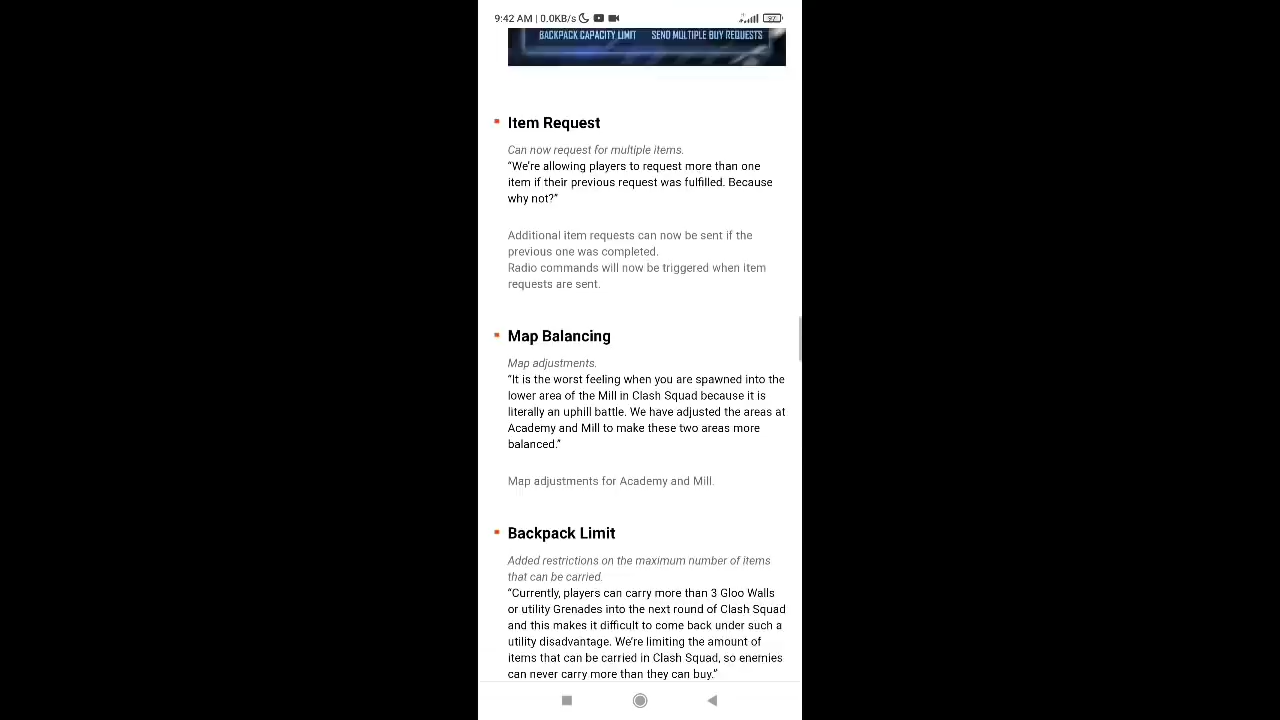 9:42 AM | 0.0KB/s
97
BACKPACK CAPACITY LIMIT SEND MULTIPLE BUY REQUESTS
Item Request
Can now request for multiple items.
“We're allowing players to request more than one
item if their previous request was fulfilled. Because
why not?”
Additional item requests can now be sent if the
previous one was completed.
Radio commands will now be triggered when item
requests are sent.
Map Balancing
Map adjustments.
“It is the worst feeling when you are spawned into the
lower area of the Mill in Clash Squad because it is
literally an uphill battle. We have adjusted the areas at
Academy and Mill to make these two areas more
balanced.”
Map adjustments for Academy and Mill.
Backpack Limit
Added restrictions on the maximum number of items
that can be carried.
“Currently, players can carry more than 3 Gloo Walls
or utility Grenades into the next round of Clash Squad
and this makes it difficult to come back under such a
utility disadvantage. We're limiting the amount of
items that can be carried in Clash Squad, so enemies
can never carry more than they can buy.”